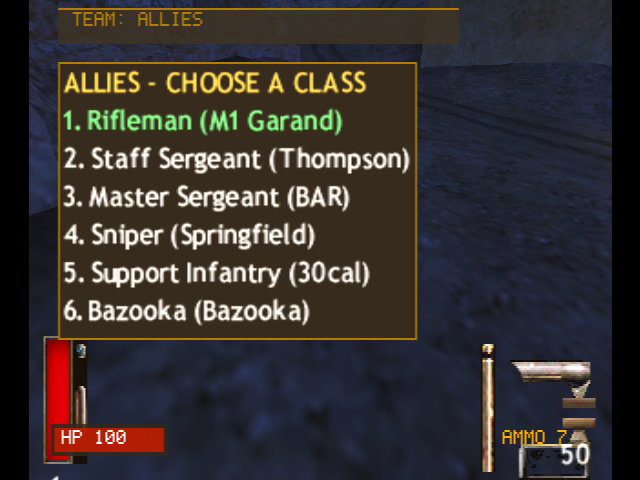 TEAM: ALLIES
ALLIES - CHOOSE A CLASS
1. Rifleman (M1 Garand)
2. Staff Sergeant (Thompson)
3. Master Sergeant (BAR)
4. Sniper (Springfield)
5. Support Infantry (30cal)
6. Bazooka (Bazooka)
HP 100
AMMO 7
50